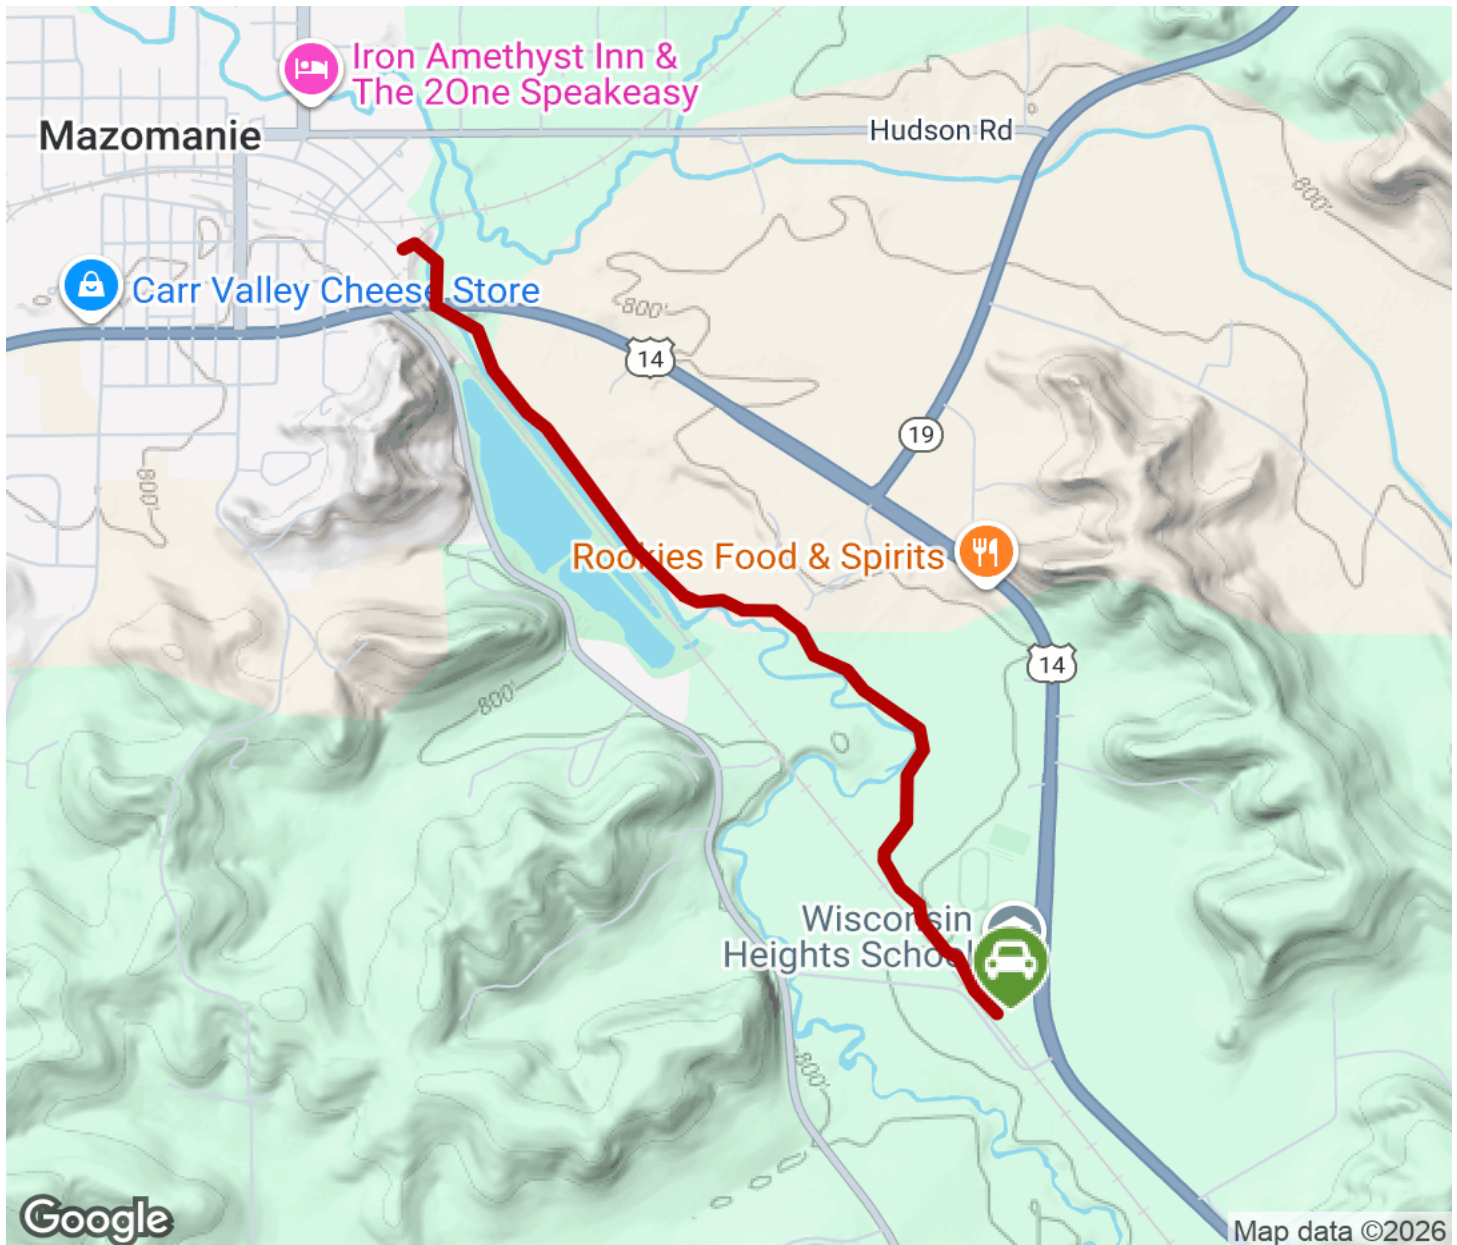 Iron Amethyst Inn &
The 2One Speakeasy
Mazomanie
Hudson Rd
800'
Carr Valley Cheese Store
800'
14
19
800'
Rookies Food & Spirits
14
800'
Wisconsin
Heights School
800'
Google
Map data ©2026